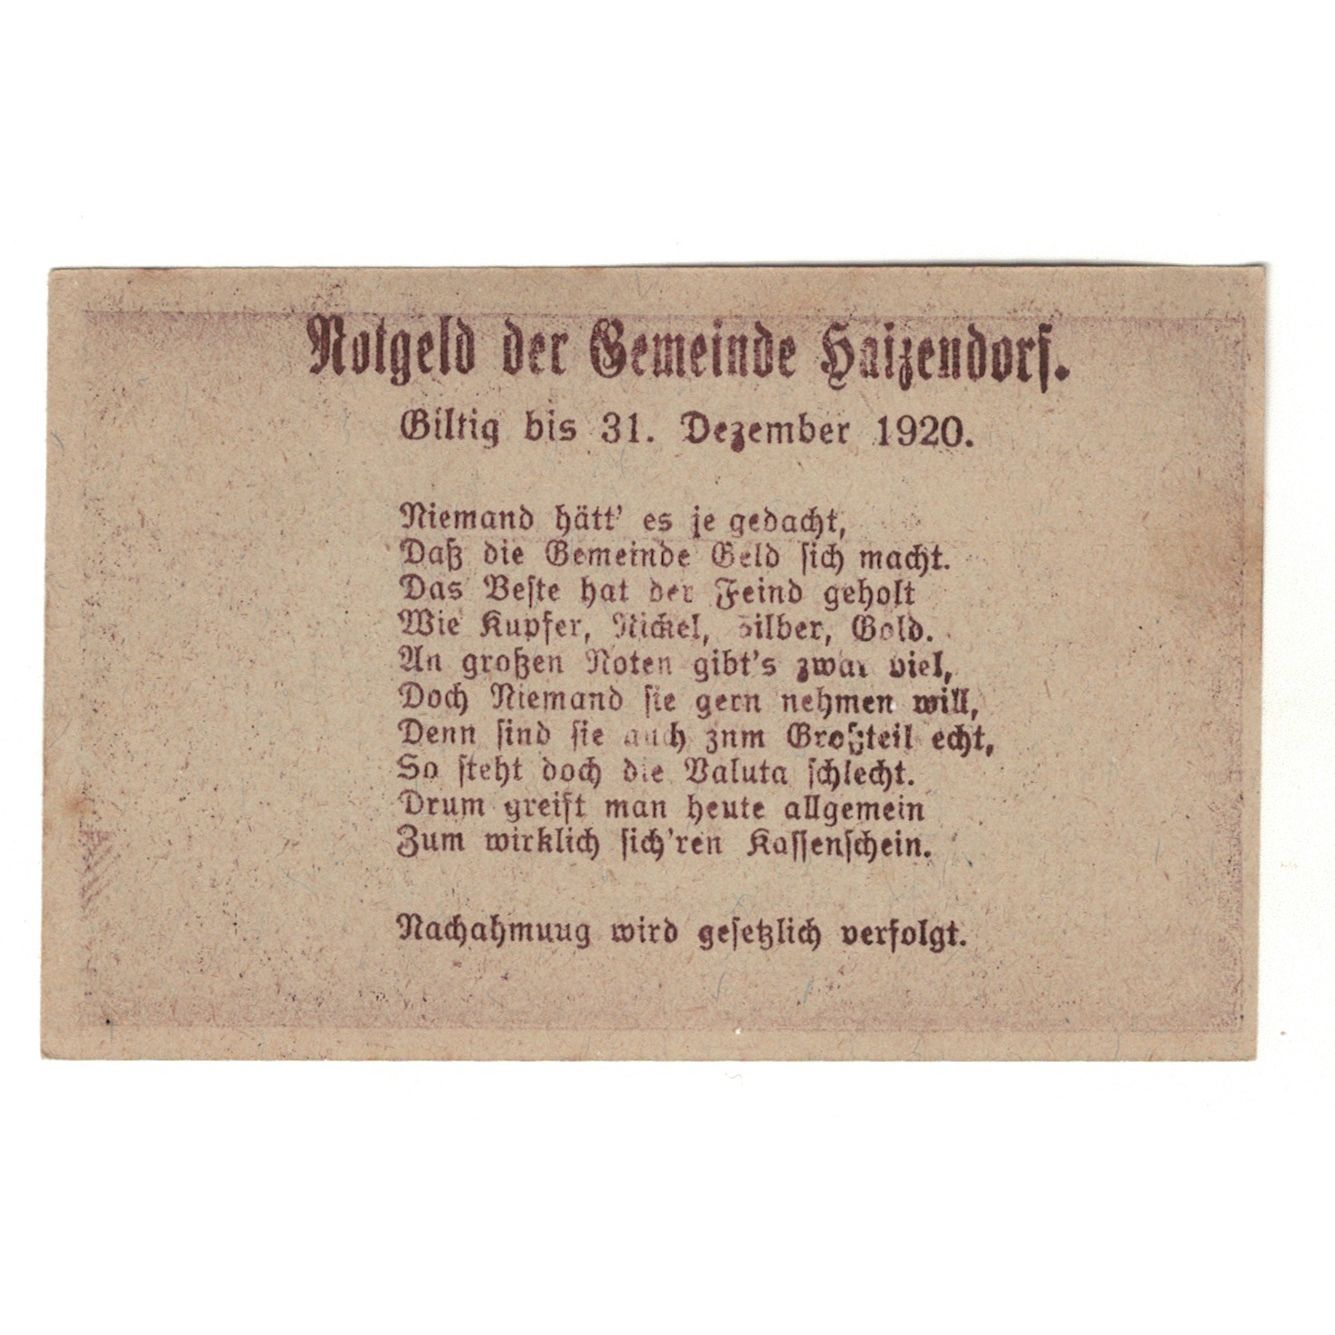 Notgeld der Gemeinde Haizendorf.
Giltig bis 31. Dezember 1920.
Niemand hätt' es je gedacht,
Daß die Gemeinde Geld sich macht.
Das Beste hat der Feind geholt
Wie Kupfer, Nickel, Silber, Gold.
An großen Noten gibt's zwar viel,
Doch Niemand sie gern nehmen will,
Denn sind sie auch znm Großteil echt,
So steht doch die Valuta schlecht.
Drum greift man heute allgemein
Zum wirklich sich'ren Kassenschein.
Nachahmuug wird gesetzlich verfolgt.